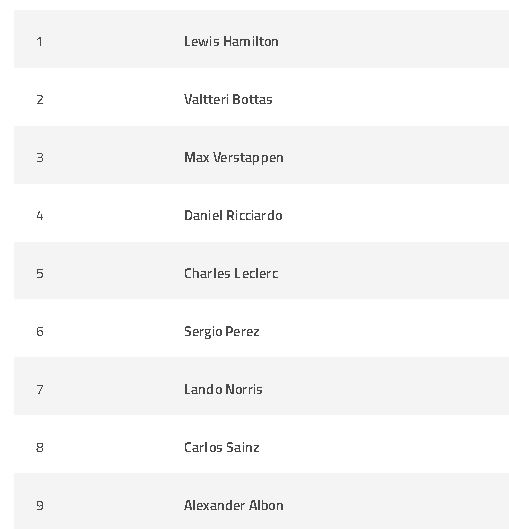 1 Lewis Hamilton
2 Valtteri Bottas
3 Max Verstappen
4 Daniel Ricciardo
5 Charles Leclerc
6 Sergio Perez
7 Lando Norris
8 Carlos Sainz
9 Alexander Albon